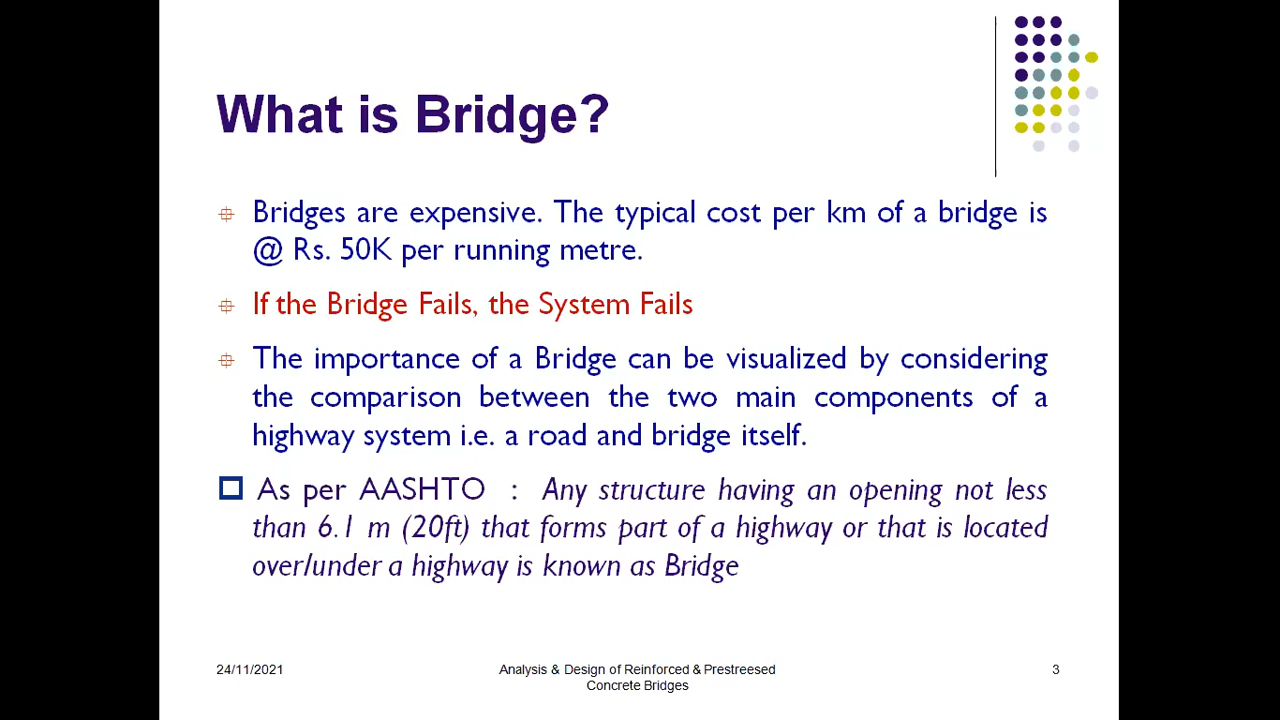 What is Bridge?
Bridges are expensive. The typical cost per km of a bridge is
@ Rs. 50K per running metre.
If the Bridge Fails, the System Fails
The importance of a Bridge can be visualized by considering
the comparison between the two main components of a
highway system i.e. a road and bridge itself.
As per AASHTO : Any structure having an opening not less
than 6.1 m (20ft) that forms part of a highway or that is located
over/under a highway is known as Bridge
24/11/2021
Analysis & Design of Reinforced & Prestreesed
Concrete Bridges
3